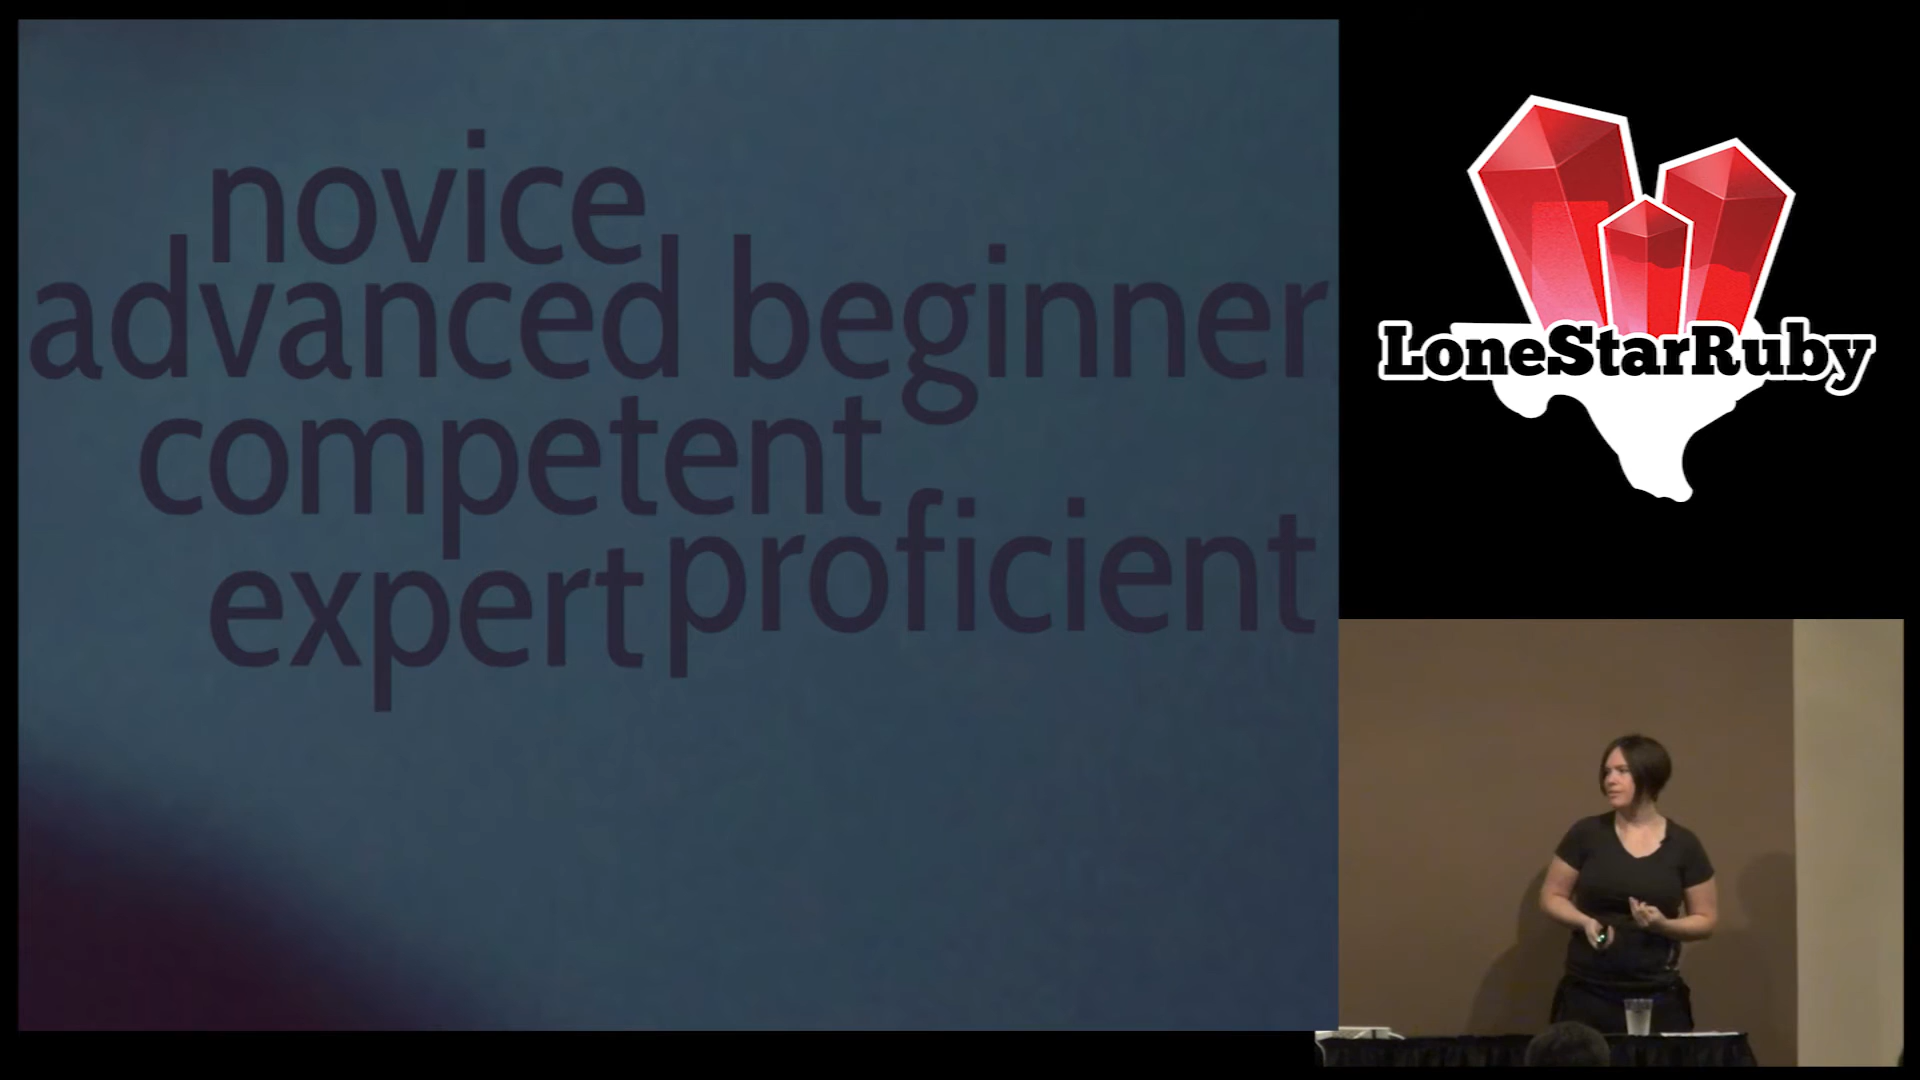 novice
advanced beginner
competent
proficient
expert
LoneStarRuby